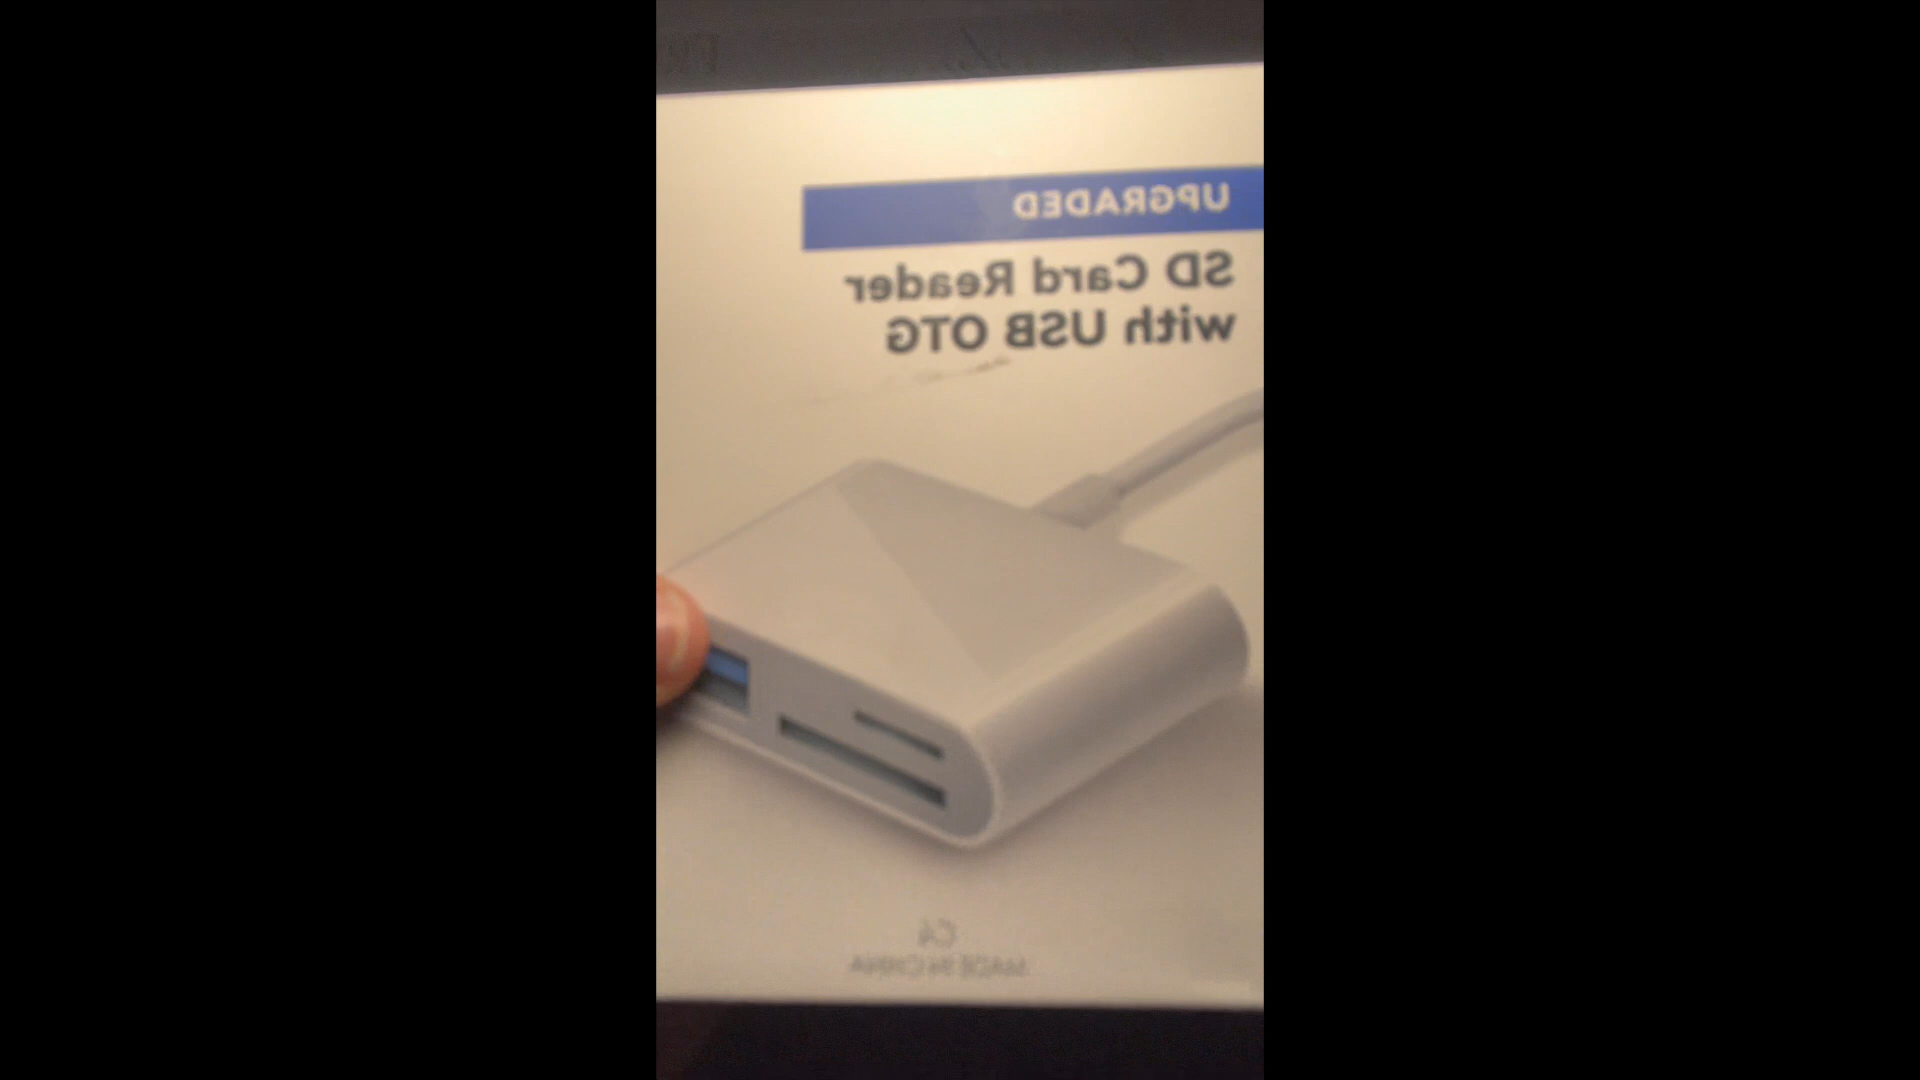 UPGRADED
SD Card Reader
with USB OTG
C4
MADE IN CHINA